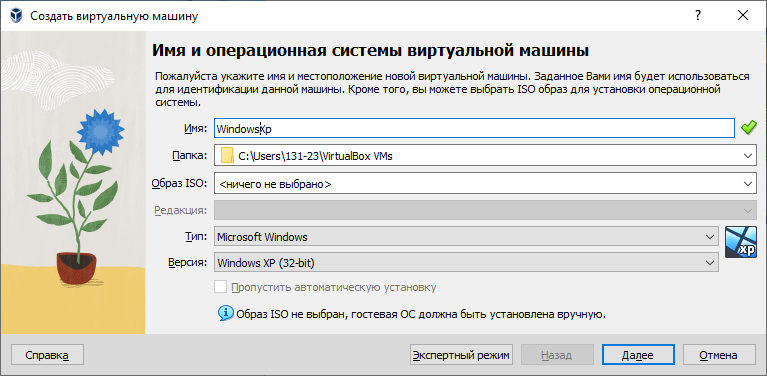 Создать виртуальную машину
Имя и операционная системы виртуальной машины
Пожалуйста укажите имя и местоположение новой виртуальной машины. Заданное Вами имя будет использоваться
для идентификации данной машины. Кроме того, вы можете выбрать ISO образ для установки операционной
системы.
Имя: WindowsXp
Папка: C:\Users\131-23\VirtualBox VMs
Образ ISO: <ничего не выбрано>
Редакция:
Тип: Microsoft Windows
xp
Версия: Windows XP (32-bit)
Пропустить автоматическую установку
Образ ISO не выбран, гостевая ОС должна быть установлена вручную.
Справка Экспертный режим Назад Далее Отмена